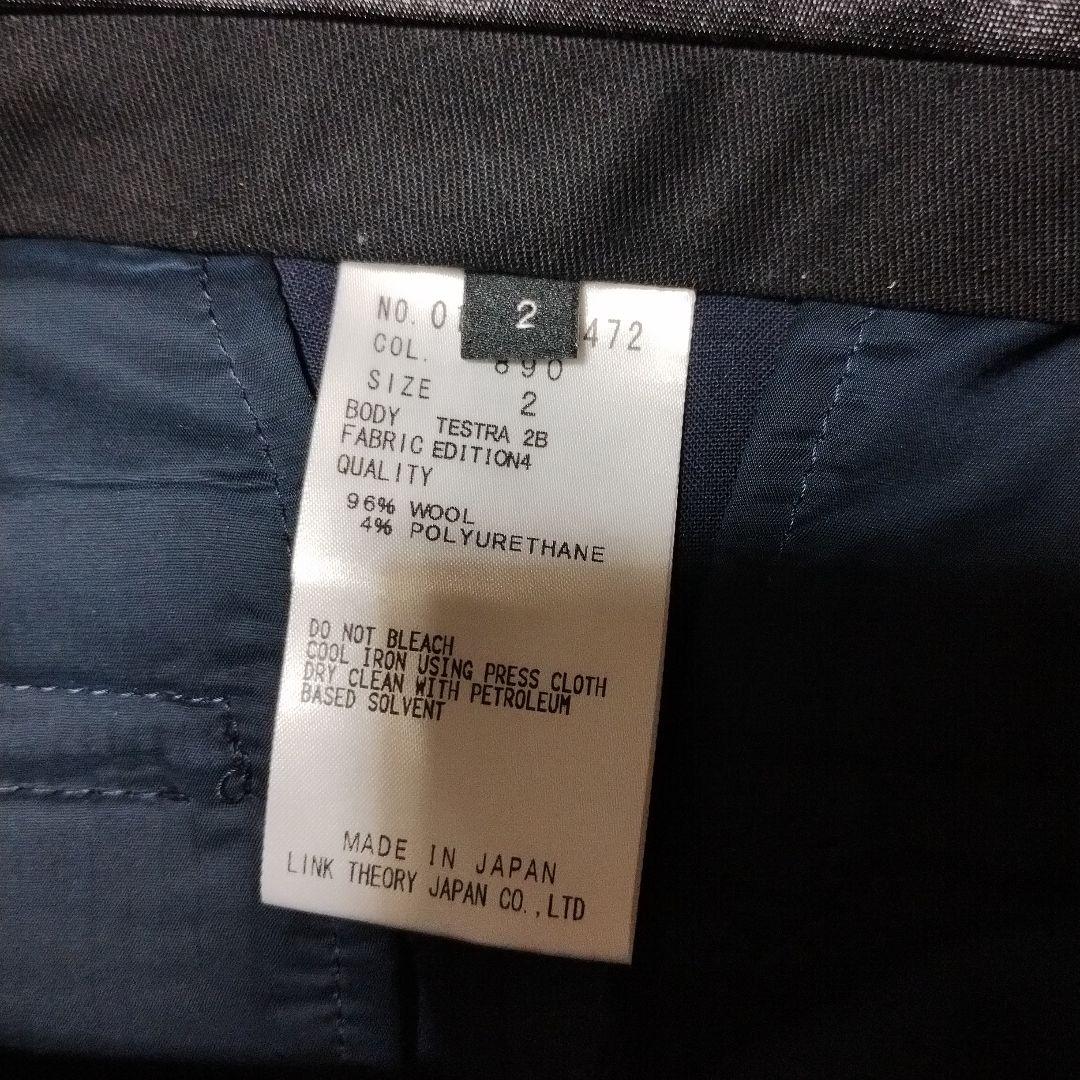 2
NO. 01 472
COL. 890
SIZE 2
BODY TESTRA 2B
FABRIC EDITION4
QUALITY
96% WOOL
4% POLYURETHANE
DO NOT BLEACH
COOL IRON USING PRESS CLOTH
DRY CLEAN WITH PETROLEUM
BASED SOLVENT
MADE IN JAPAN
LINK THEORY JAPAN CO.,LTD